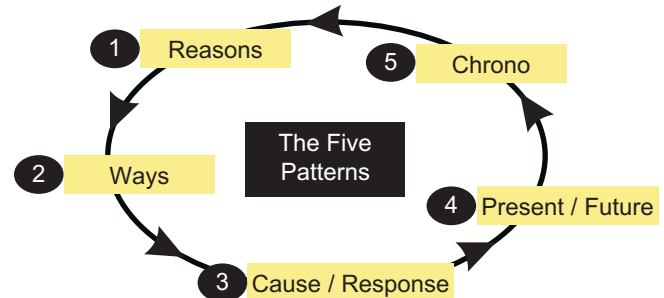 1 Reasons
5 Chrono
The Five
Patterns
2 Ways
4 Present / Future
3 Cause / Response